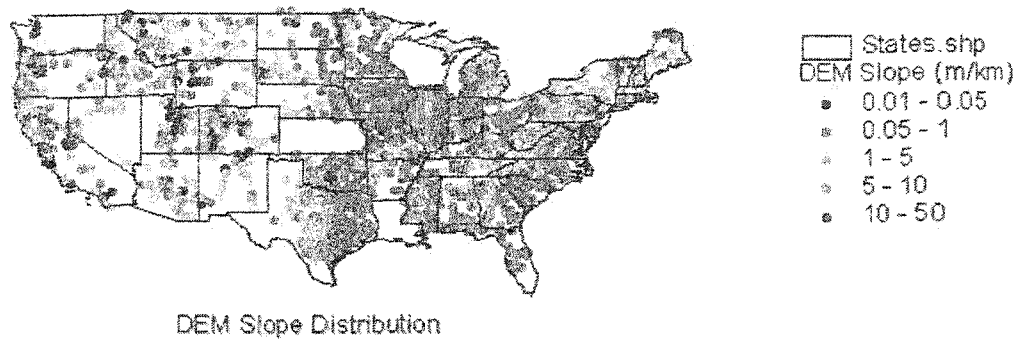 States.shp
DEM Slope (m/km)
0.01 - 0.05
0.05 - 1
1 - 5
5 - 10
10 - 50
DEM Slope Distribution